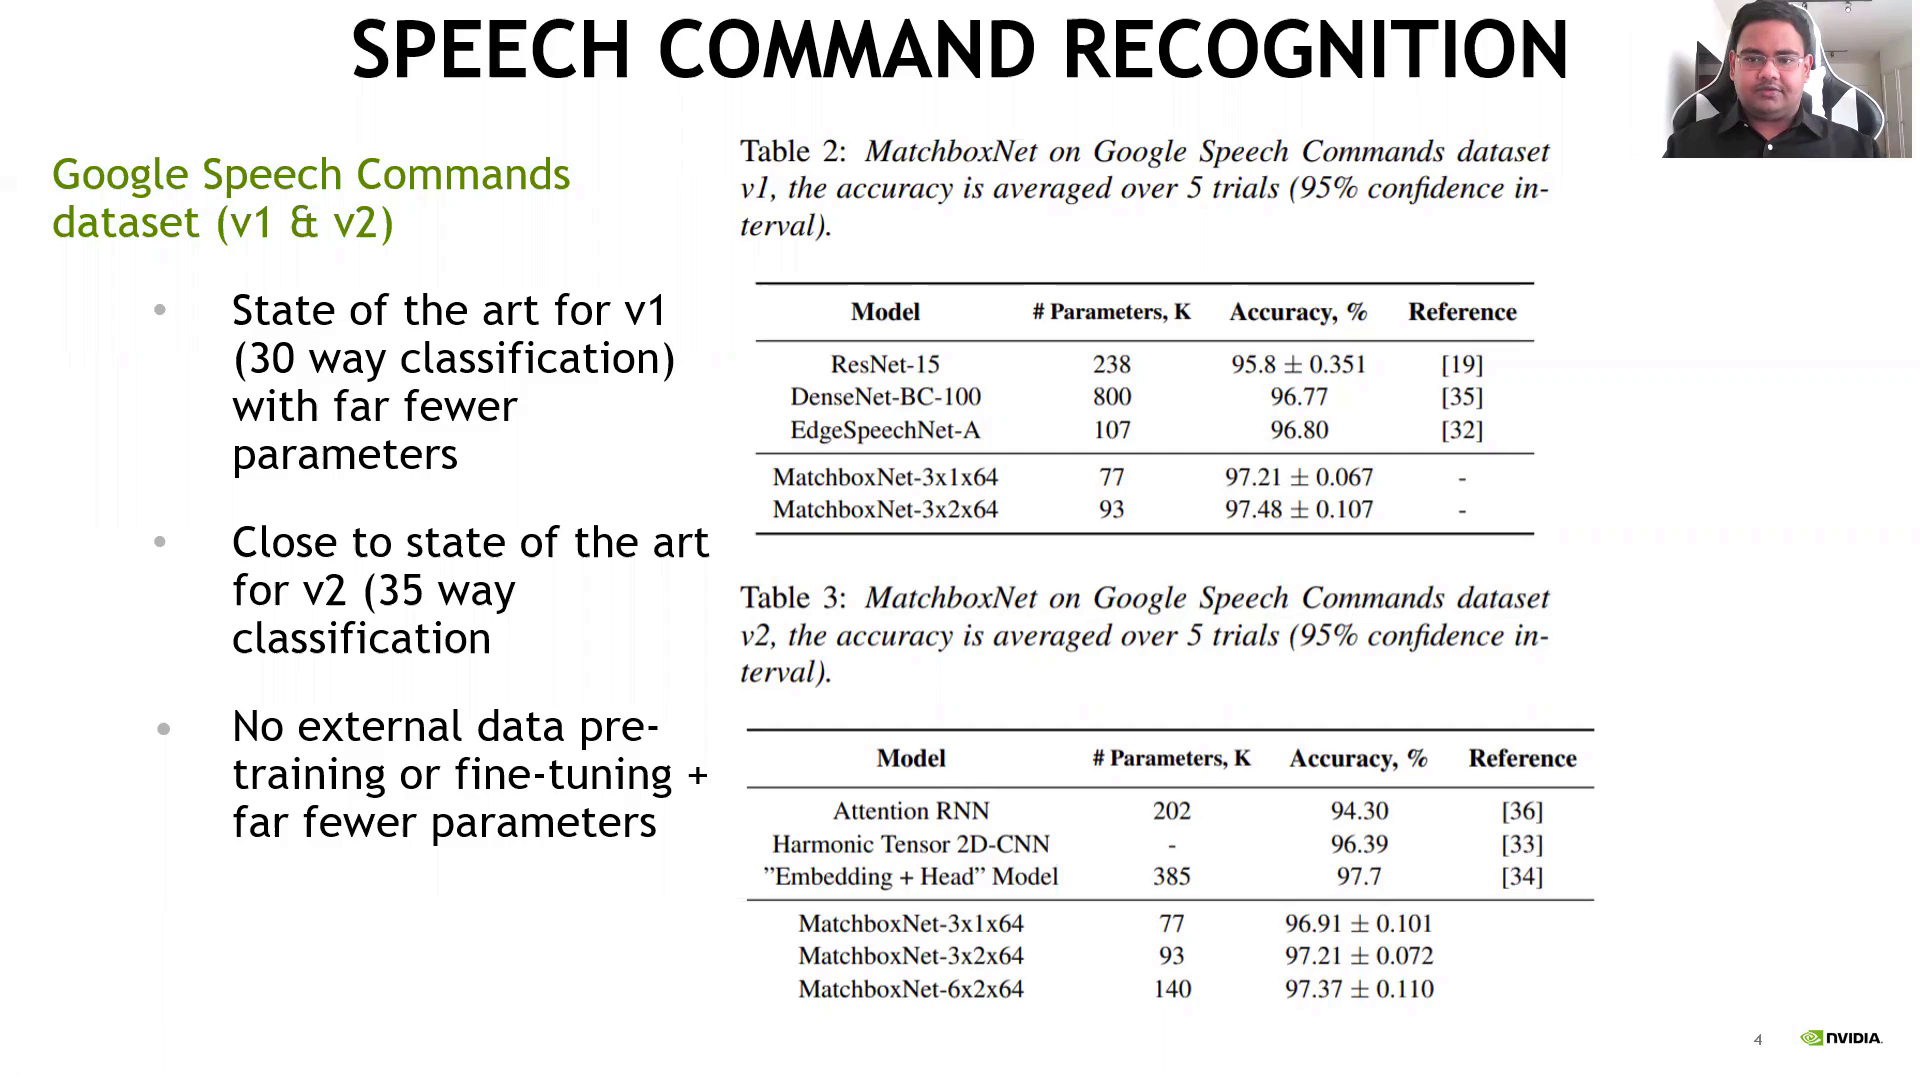 SPEECH COMMAND RECOGNITION
Google Speech Commands
dataset (v1 & v2)
• State of the art for v1
(30 way classification)
with far fewer
parameters
• Close to state of the art
for v2 (35 way
classification
• No external data pre-
training or fine-tuning +
far fewer parameters
Table 2: MatchboxNet on Google Speech Commands dataset
v1, the accuracy is averaged over 5 trials (95% confidence in-
terval).
Model # Parameters, K Accuracy, % Reference
ResNet-15 238 95.8 ± 0.351 [19]
DenseNet-BC-100 800 96.77 [35]
EdgeSpeechNet-A 107 96.80 [32]
MatchboxNet-3x1x64 77 97.21 ± 0.067 -
MatchboxNet-3x2x64 93 97.48 ± 0.107 -
Table 3: MatchboxNet on Google Speech Commands dataset
v2, the accuracy is averaged over 5 trials (95% confidence in-
terval).
Model # Parameters, K Accuracy, % Reference
Attention RNN 202 94.30 [36]
Harmonic Tensor 2D-CNN - 96.39 [33]
”Embedding + Head” Model 385 97.7 [34]
MatchboxNet-3x1x64 77 96.91 ± 0.101
MatchboxNet-3x2x64 93 97.21 ± 0.072
MatchboxNet-6x2x64 140 97.37 ± 0.110
4 NVIDIA.